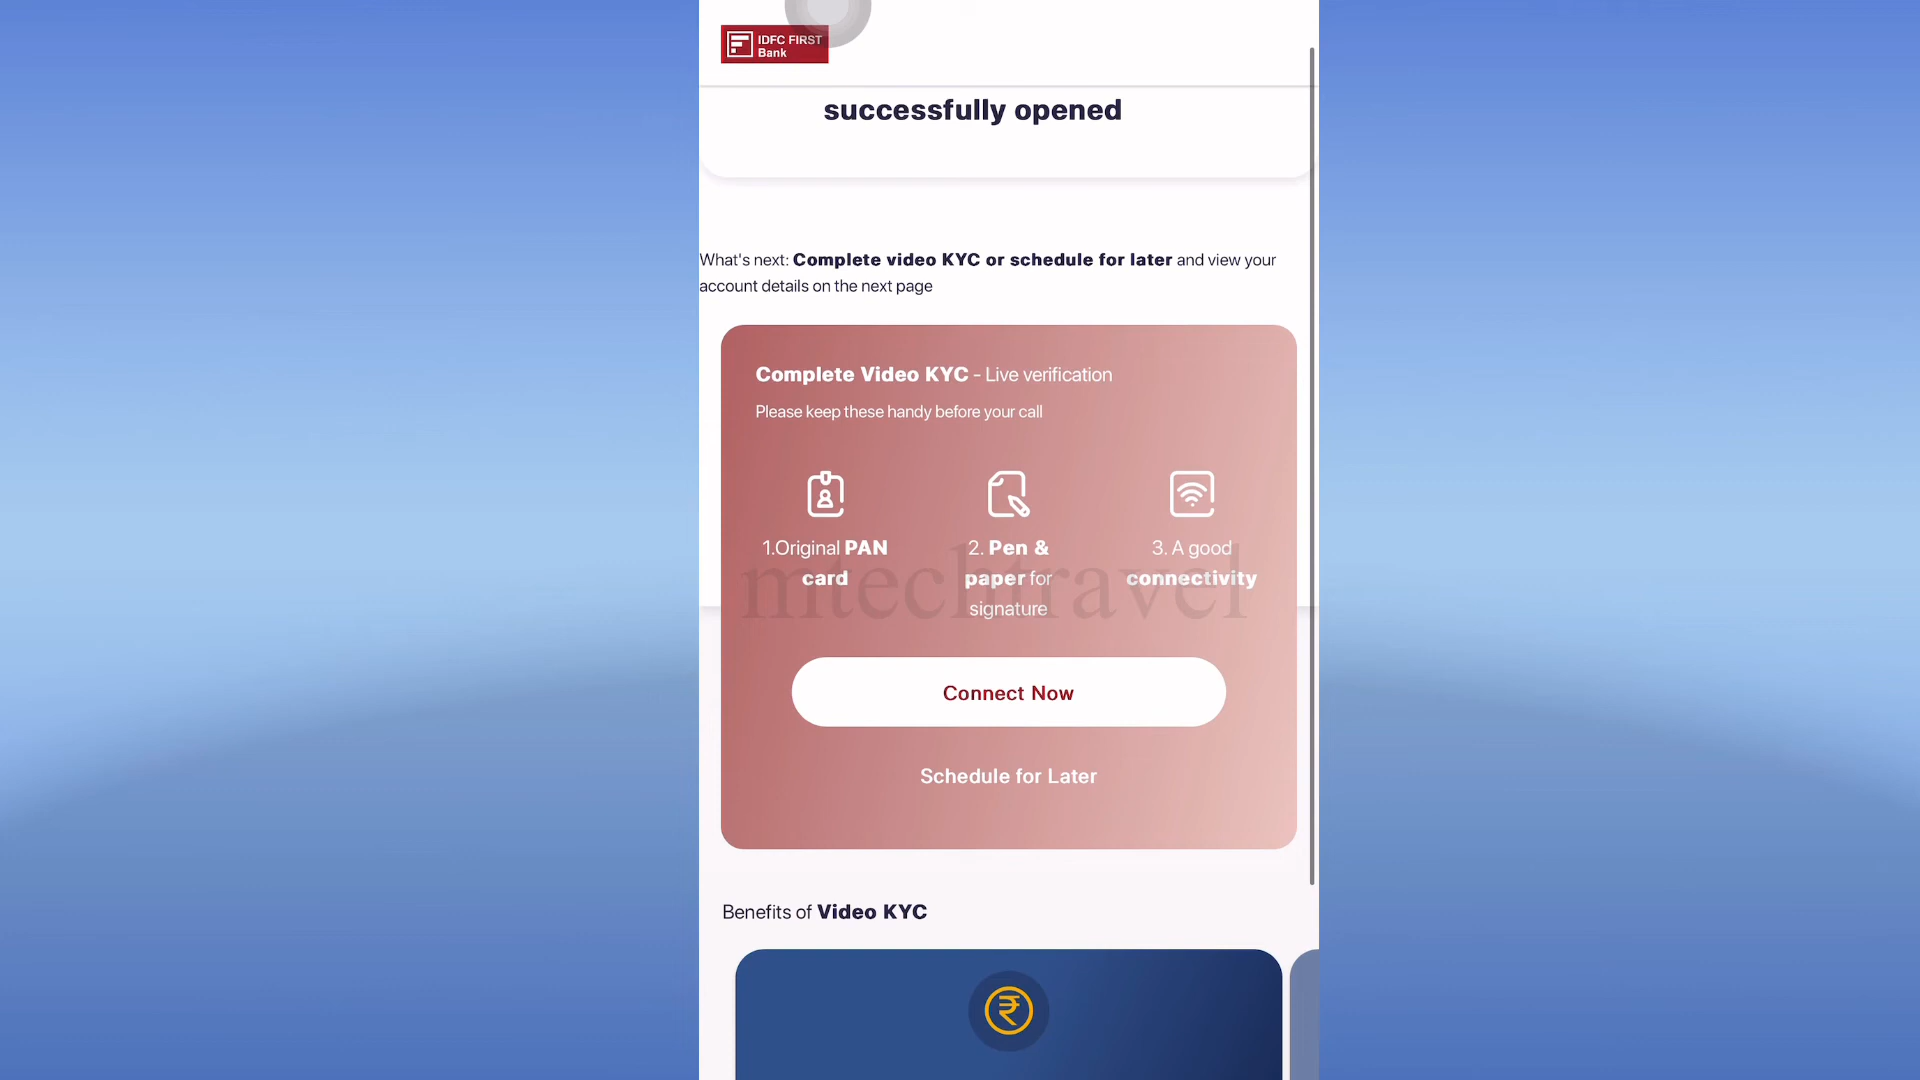 IDFC FIRST
Bank
successfully opened
What's next: Complete video KYC or schedule for later and view your
account details on the next page
Complete Video KYC - Live verification
Please keep these handy before your call
1.Original PAN
card
2. Pen &
paper for
signature
3. A good
connectivity
mtechtravel
Connect Now
Schedule for Later
Benefits of Video KYC
₹